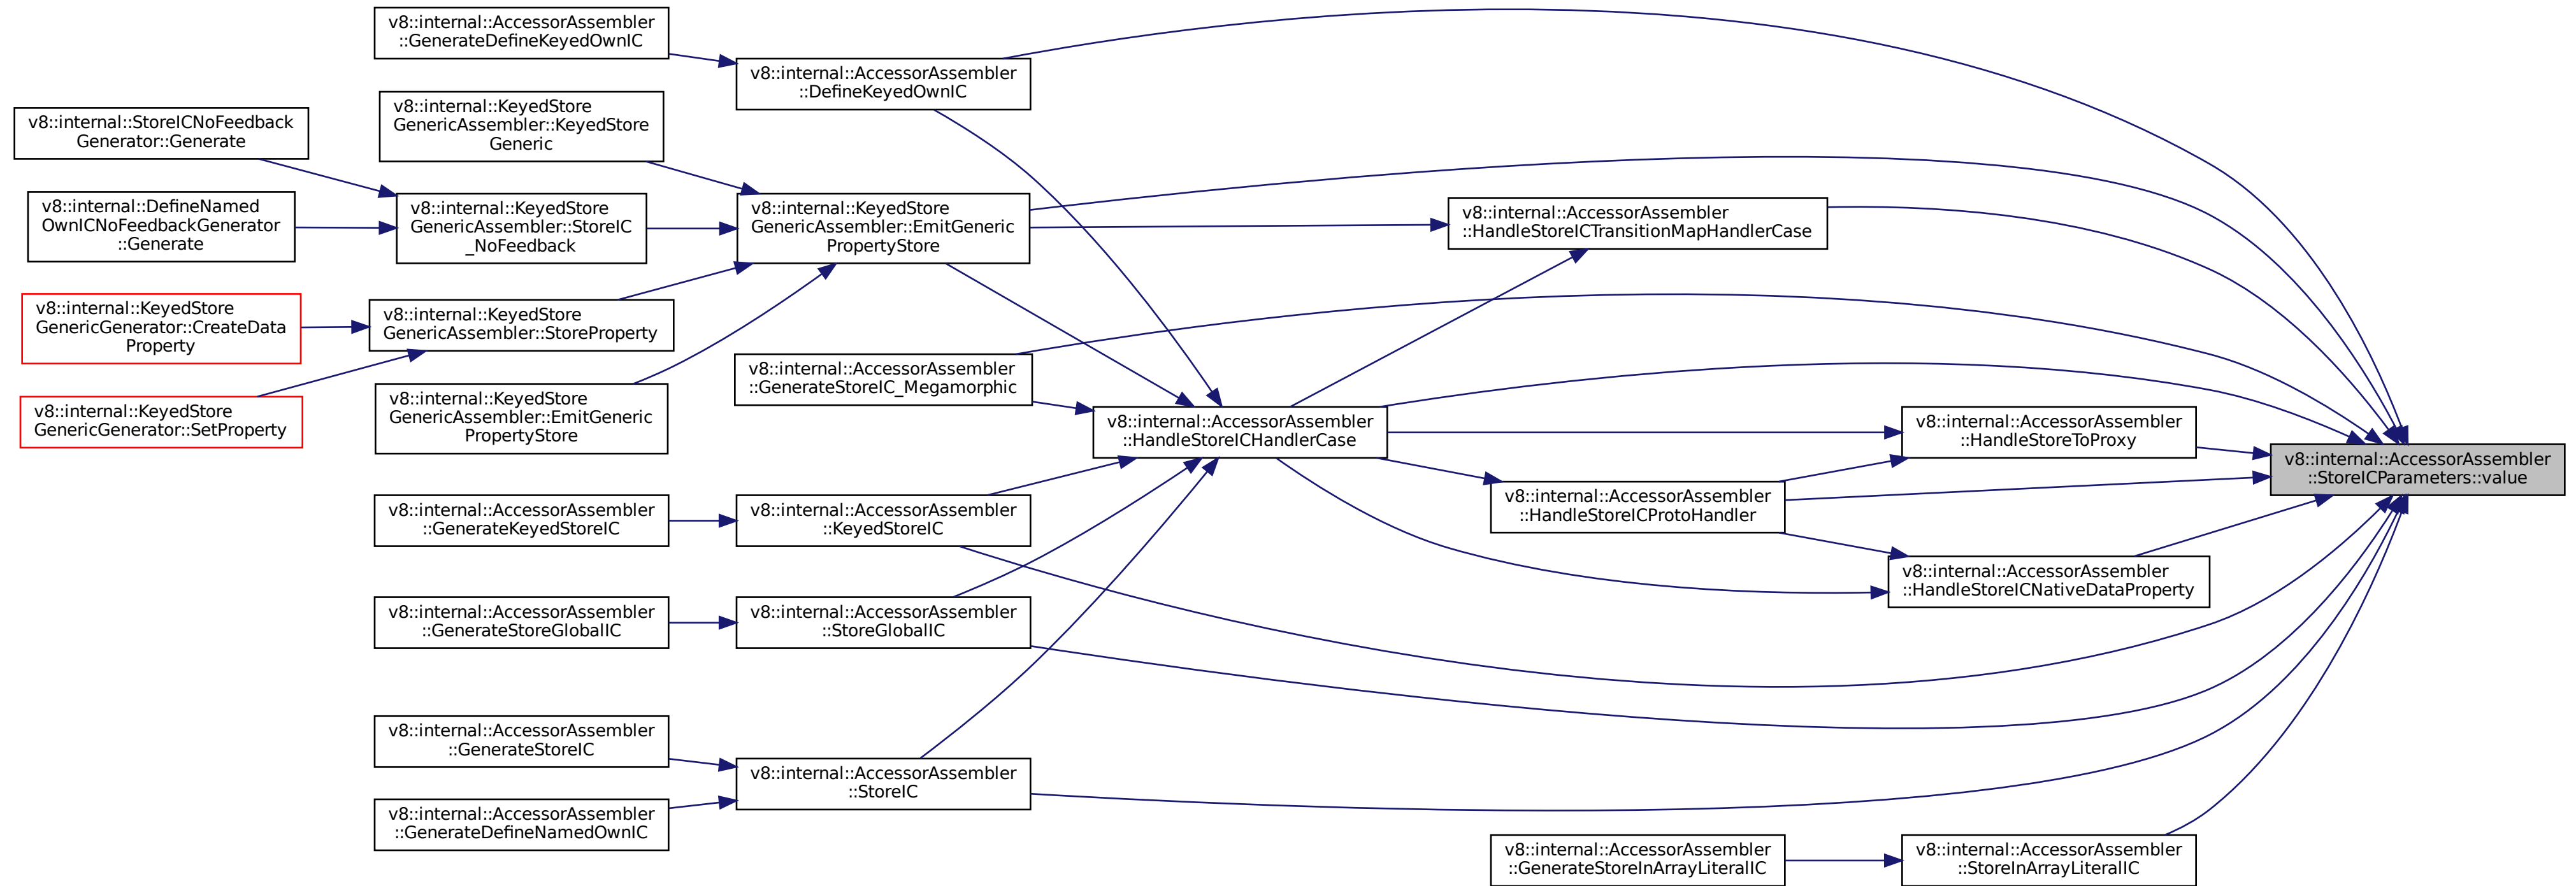 v8::internal::AccessorAssembler
::GenerateDefineKeyedOwnIC
v8::internal::AccessorAssembler
::DefineKeyedOwnIC
v8::internal::KeyedStore
GenericAssembler::KeyedStore
Generic
v8::internal::StoreICNoFeedback
Generator::Generate
v8::internal::DefineNamed
OwnICNoFeedbackGenerator
::Generate
v8::internal::KeyedStore
GenericAssembler::StoreIC
_NoFeedback
v8::internal::KeyedStore
GenericAssembler::EmitGeneric
PropertyStore
v8::internal::AccessorAssembler
::HandleStoreICTransitionMapHandlerCase
v8::internal::KeyedStore
GenericGenerator::CreateData
Property
v8::internal::KeyedStore
GenericAssembler::StoreProperty
v8::internal::AccessorAssembler
::GenerateStoreIC_Megamorphic
v8::internal::KeyedStore
GenericGenerator::SetProperty
v8::internal::KeyedStore
GenericAssembler::EmitGeneric
PropertyStore
v8::internal::AccessorAssembler
::HandleStoreICHandlerCase
v8::internal::AccessorAssembler
::HandleStoreToProxy
v8::internal::AccessorAssembler
::StoreICParameters::value
v8::internal::AccessorAssembler
::HandleStoreICProtoHandler
v8::internal::AccessorAssembler
::GenerateKeyedStoreIC
v8::internal::AccessorAssembler
::KeyedStoreIC
v8::internal::AccessorAssembler
::HandleStoreICNativeDataProperty
v8::internal::AccessorAssembler
::GenerateStoreGlobalIC
v8::internal::AccessorAssembler
::StoreGlobalIC
v8::internal::AccessorAssembler
::GenerateStoreIC
v8::internal::AccessorAssembler
::StoreIC
v8::internal::AccessorAssembler
::GenerateDefineNamedOwnIC
v8::internal::AccessorAssembler
::GenerateStoreInArrayLiteralIC
v8::internal::AccessorAssembler
::StoreInArrayLiteralIC